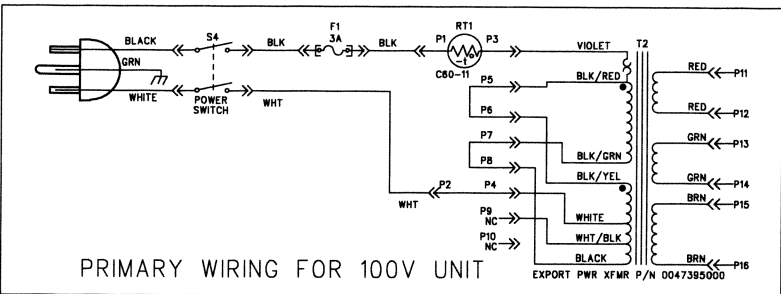 F1
S4
3A
RT1
BLACK
BLK
BLK
P1
P3
VIOLET
T2
GRN
-t
C60-11
P5
BLK/RED
RED
P11
WHITE
POWER
SWITCH
WHT
P6
RED
P12
P7
GRN
P13
P8
BLK/GRN
BLK/YEL
GRN
P14
P2
P4
BRN
P15
WHT
WHITE
P9
NC
WHT/BLK
P10
NC
BLACK
BRN
P16
PRIMARY WIRING FOR 100V UNIT
EXPORT PWR XFMR P/N 0047395000